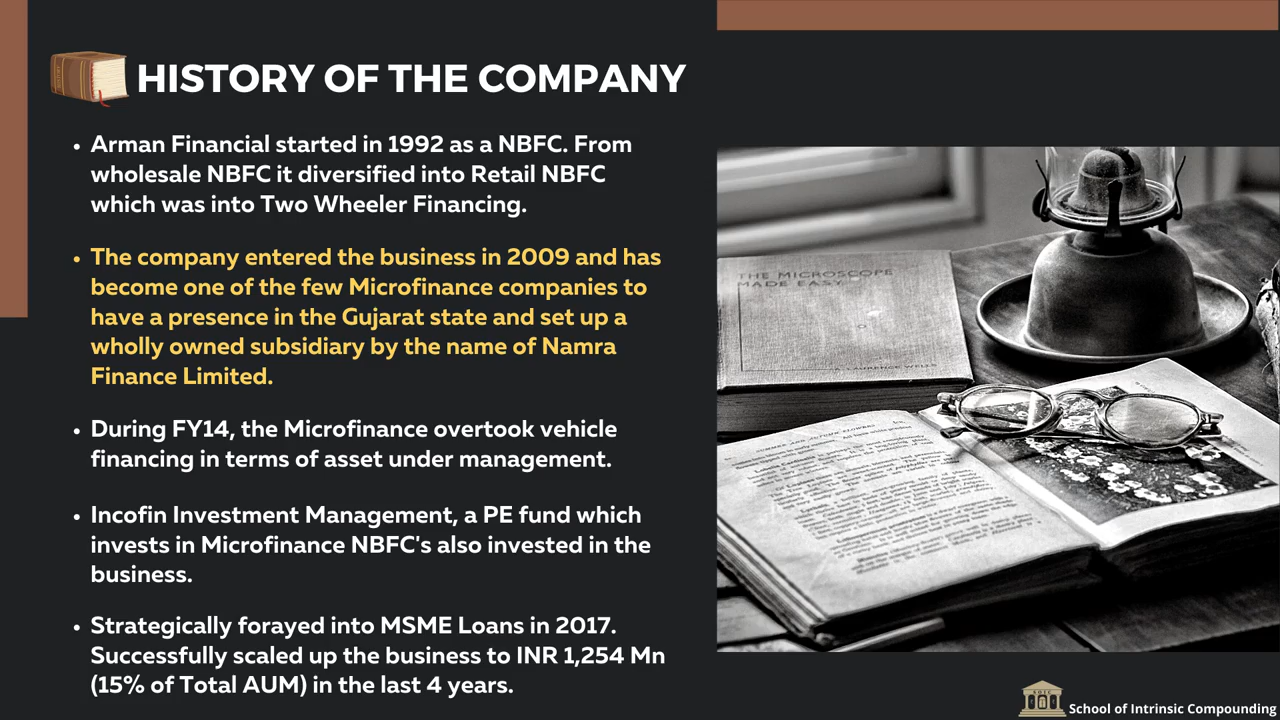 HISTORY OF THE COMPANY
• Arman Financial started in 1992 as a NBFC. From
wholesale NBFC it diversified into Retail NBFC
which was into Two Wheeler Financing.
• The company entered the business in 2009 and has
become one of the few Microfinance companies to
have a presence in the Gujarat state and set up a
wholly owned subsidiary by the name of Namra
Finance Limited.
• During FY14, the Microfinance overtook vehicle
financing in terms of asset under management.
• Incofin Investment Management, a PE fund which
invests in Microfinance NBFC's also invested in the
business.
• Strategically forayed into MSME Loans in 2017.
Successfully scaled up the business to INR 1,254 Mn
(15% of Total AUM) in the last 4 years.
THE MICROSCOPE
MADE EASY
LAURENCE WELLS
SUMMER AND AUTUMN FLOWERS
School of Intrinsic Compounding